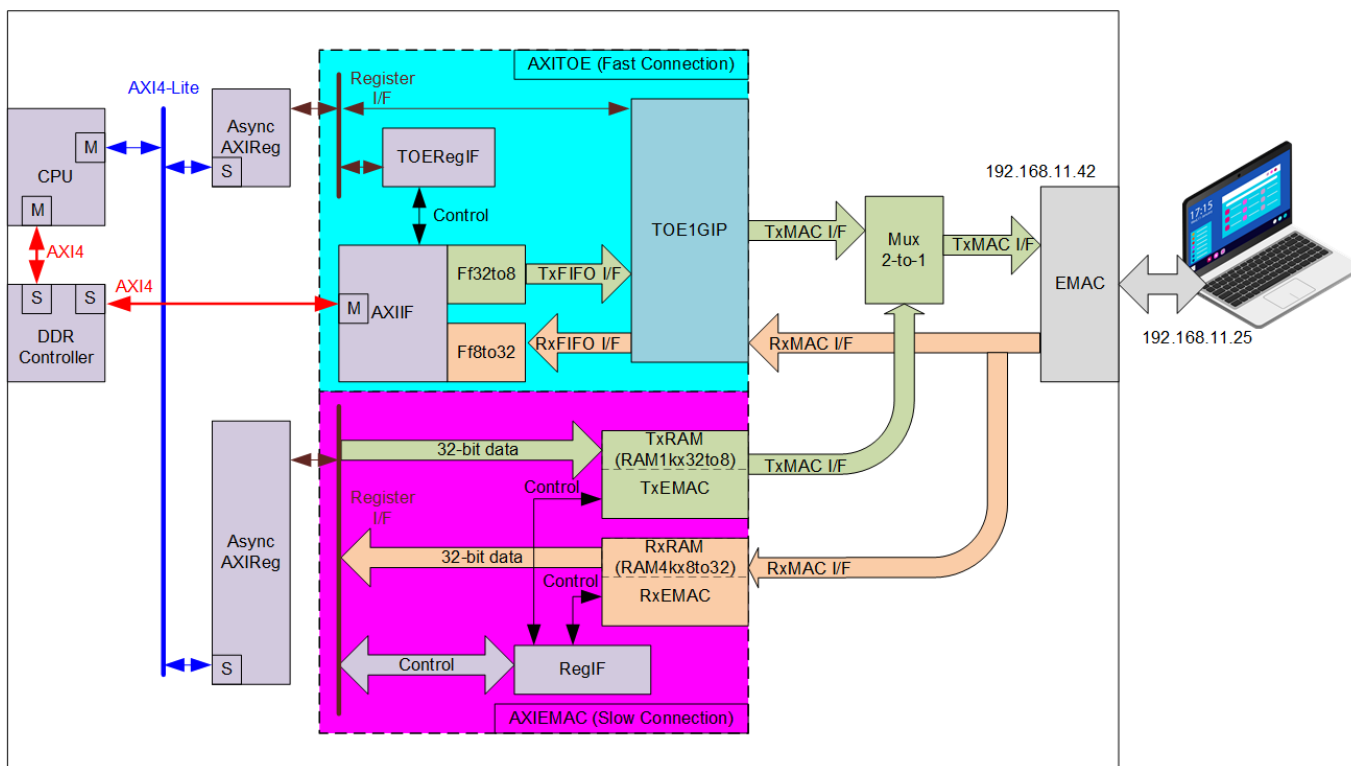 AXITOE (Fast Connection)
AXI4-Lite
Register
I/F
Async
AXIReg
S
CPU
M
M
TOERegIF
Control
TOE1GIP
192.168.11.42
TxMAC I/F
Mux
2-to-1
TxMAC I/F
17:15
AXI4
AXI4
S
S
DDR
Controller
M
AXIIF
Ff32to8
TxFIFO I/F
Ff8to32
RxFIFO I/F
RxMAC I/F
EMAC
192.168.11.25
Async
AXIReg
S
Register
I/F
32-bit data
TxRAM
(RAM1kx32to8)
TxEMAC
TxMAC I/F
Control
32-bit data
RxRAM
(RAM4kx8to32)
RxEMAC
RxMAC I/F
Control
Control
RegIF
AXIEMAC (Slow Connection)